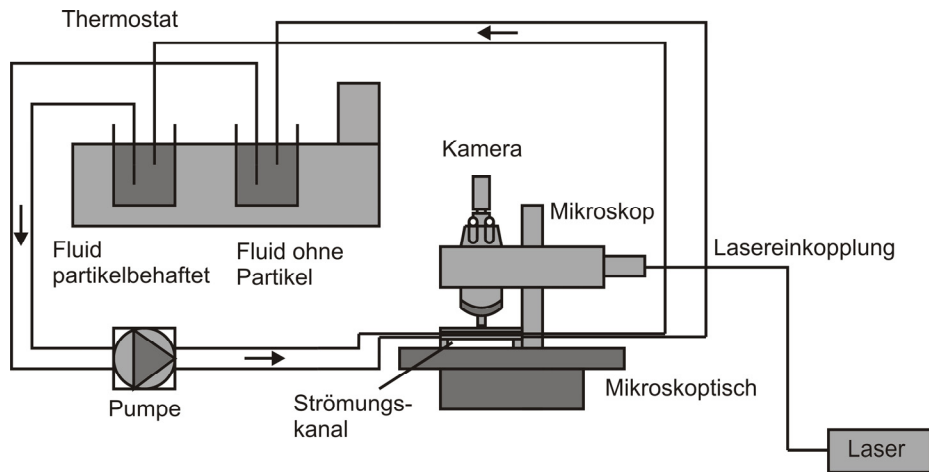 Thermostat
Kamera
Mikroskop
Fluid
partikelbehaftet
Fluid ohne
Partikel
Lasereinkopplung
Pumpe
Strömungs-
kanal
Mikroskoptisch
Laser